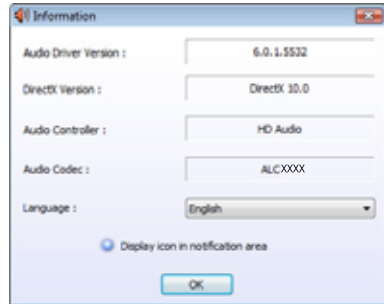 Information
Audio Driver Version :
6.0.1.5532
DirectX Version :
DirectX 10.0
Audio Controller :
HD Audio
Audio Codec :
ALCXXXX
Language :
English
Display icon in notification area
OK